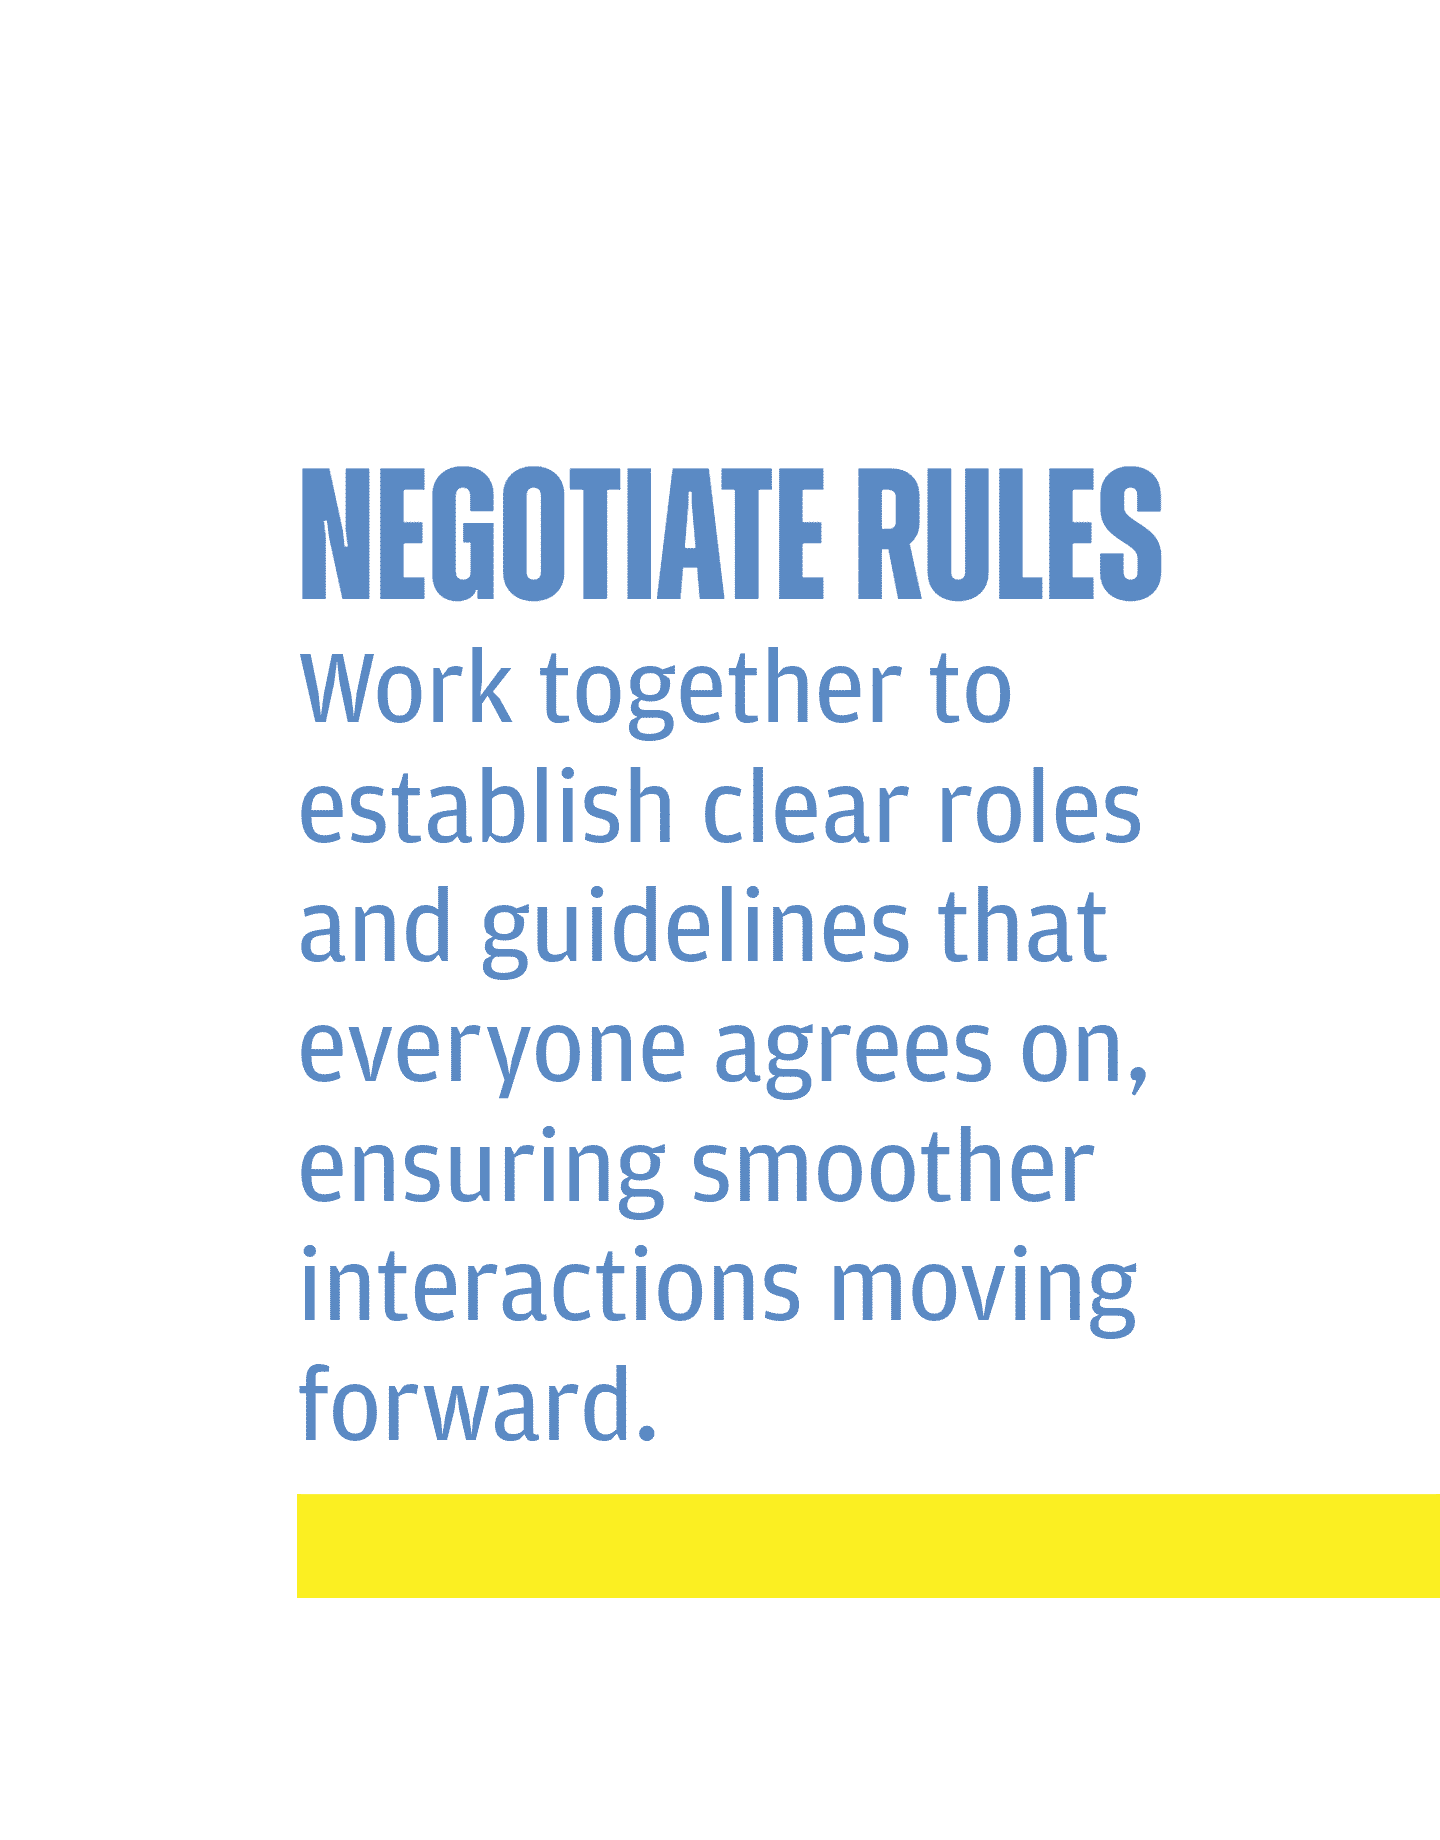 NEGOTIATE RULES
Work together to
establish clear roles
and guidelines that
everyone agrees on,
ensuring smoother
interactions moving
forward.